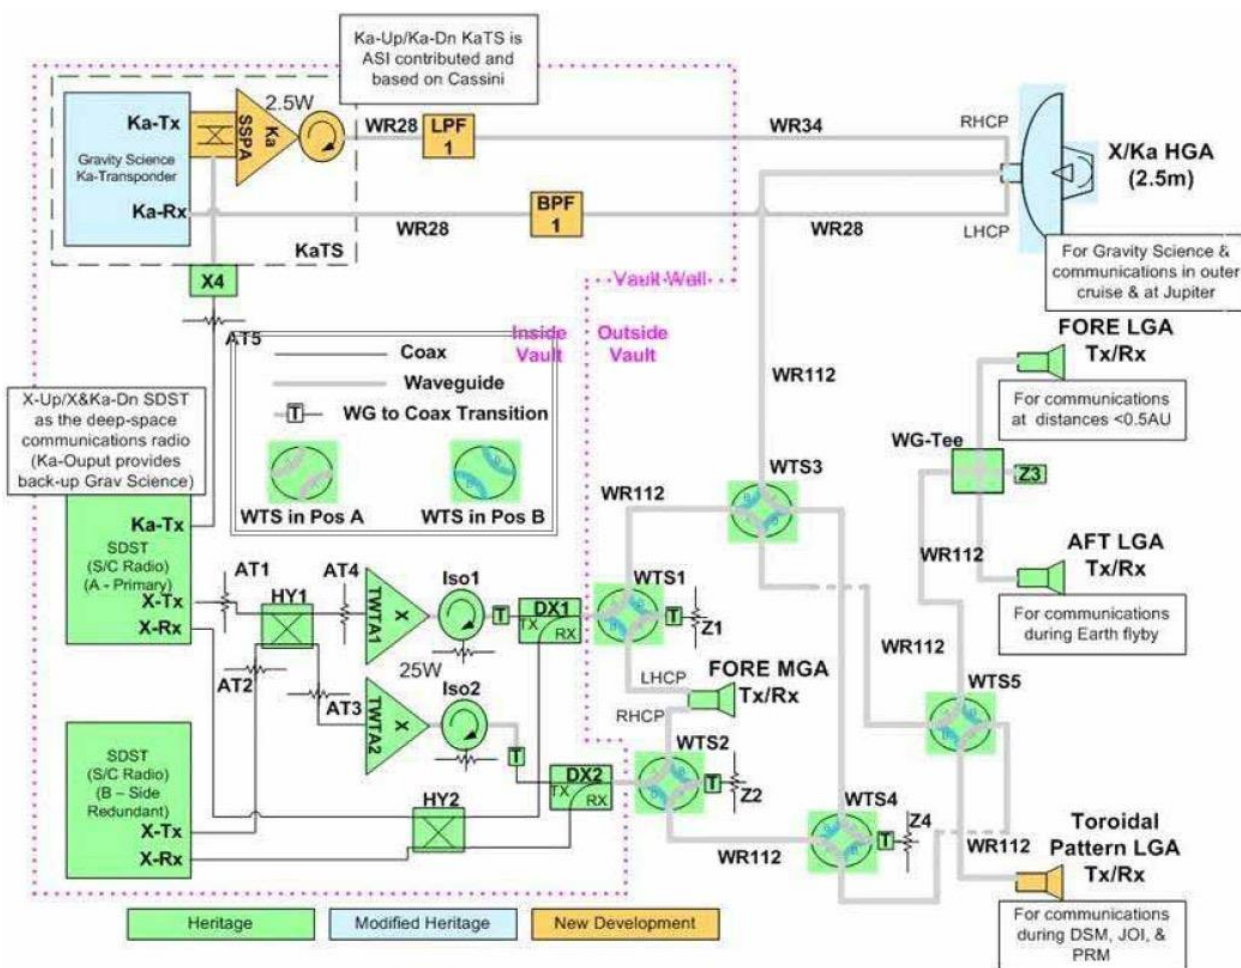 Ka-Up/Ka-Dn KaTS is
ASI contributed and
based on Cassini
2.5W
Ka-Tx
Ka
SSPA
Gravity Science
Ka-Transponder
Ka-Rx
KaTS
WR28
LPF
1
WR34
RHCP
X/Ka HGA
(2.5m)
WR28
BPF
1
WR28
LHCP
For Gravity Science &
communications in outer
cruise & at Jupiter
X4
AT5
Vault Wall
Inside
Vault
Outside
Vault
Coax
Waveguide
T
WG to Coax Transition
WTS in Pos A
WTS in Pos B
X-Up/X&Ka-Dn SDST
as the deep-space
communications radio
(Ka-Ouput provides
back-up Grav Science)
FORE LGA
Tx/Rx
For communications
at distances <0.5AU
WR112
WG-Tee
Z3
WTS3
WR112
WR112
AFT LGA
Tx/Rx
For communications
during Earth flyby
Ka-Tx
SDST
(S/C Radio)
(A - Primary)
X-Tx
X-Rx
AT1
HY1
AT4
X
TWTA1
Iso1
T
DX1
TX
RX
WTS1
T
Z1
AT2
AT3
25W
X
TWTA2
Iso2
T
DX2
TX
RX
LHCP
FORE MGA
Tx/Rx
RHCP
WTS2
T
Z2
WR112
WTS5
SDST
(S/C Radio)
(B – Side
Redundant)
X-Tx
X-Rx
HY2
WR112
WTS4
T
Z4
WR112
Toroidal
Pattern LGA
Tx/Rx
For communications
during DSM, JOI, &
PRM
Heritage
Modified Heritage
New Development